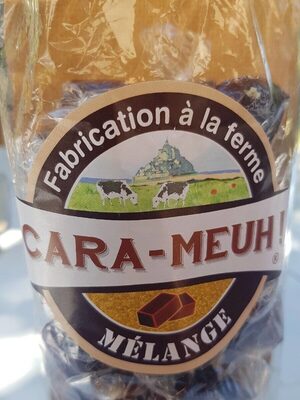 Fabrication à la ferme
CARA-MEUH!
®
MÉLANGE